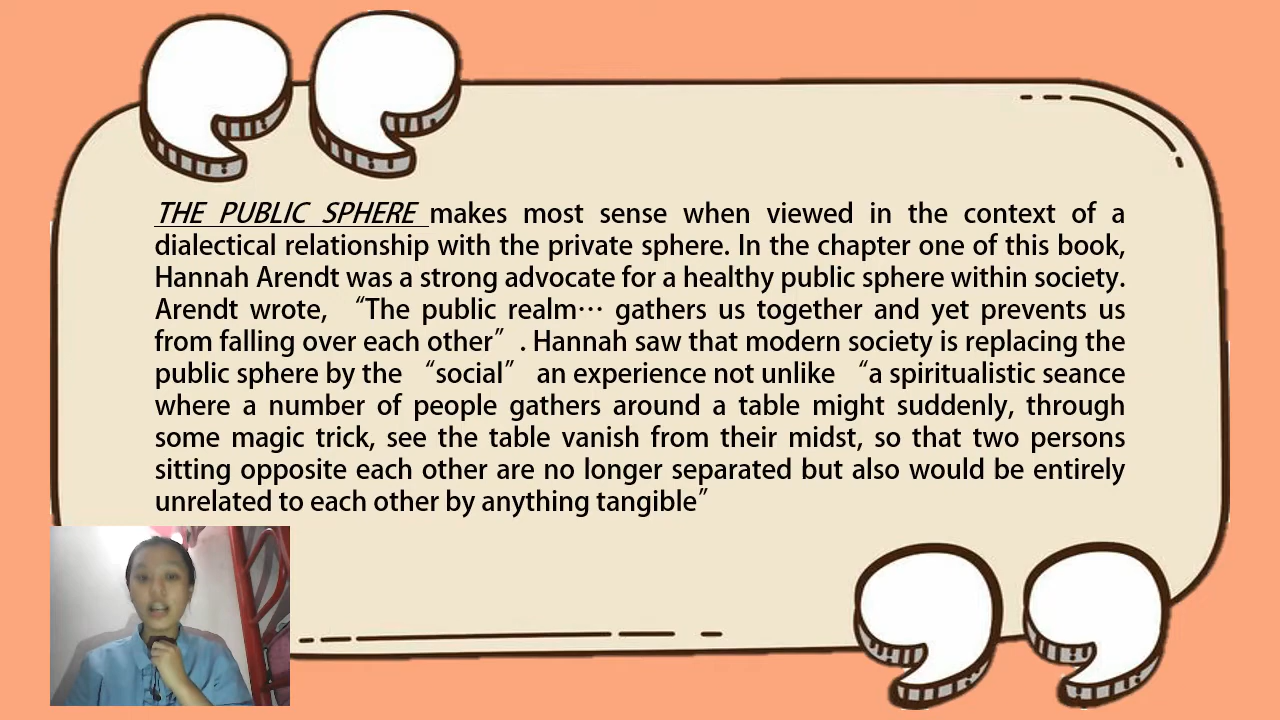 THE PUBLIC SPHERE makes most sense when viewed in the context of a
dialectical relationship with the private sphere. In the chapter one of this book,
Hannah Arendt was a strong advocate for a healthy public sphere within society.
Arendt wrote, “The public realm… gathers us together and yet prevents us
from falling over each other” . Hannah saw that modern society is replacing the
public sphere by the “social” an experience not unlike “a spiritualistic seance
where a number of people gathers around a table might suddenly, through
some magic trick, see the table vanish from their midst, so that two persons
sitting opposite each other are no longer separated but also would be entirely
unrelated to each other by anything tangible”